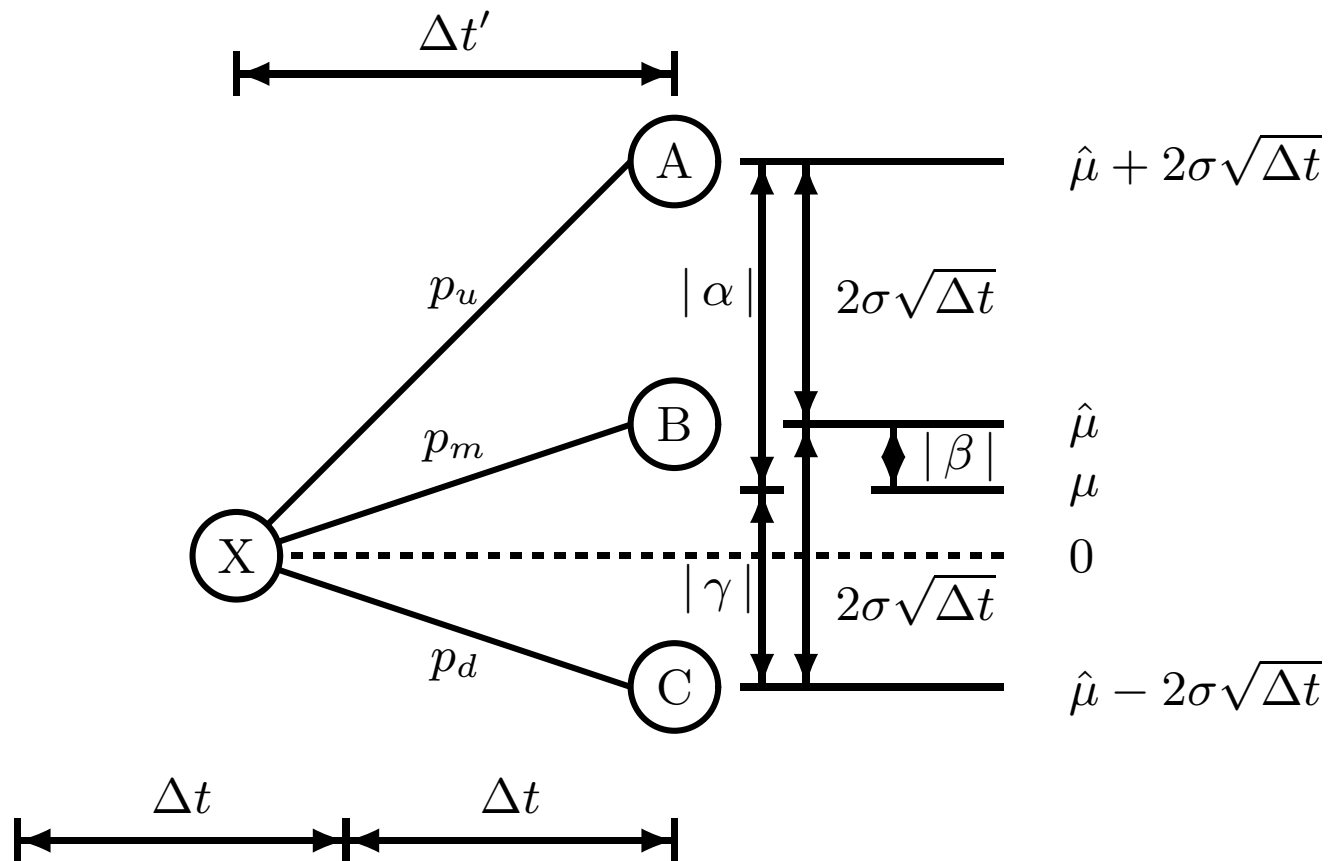 Δt′
A
μ̂ + 2σ√Δt
p_u
| α |
2σ√Δt
B
μ̂
p_m
| β |
μ
X
0
| γ |
2σ√Δt
p_d
C
μ̂ − 2σ√Δt
Δt
Δt